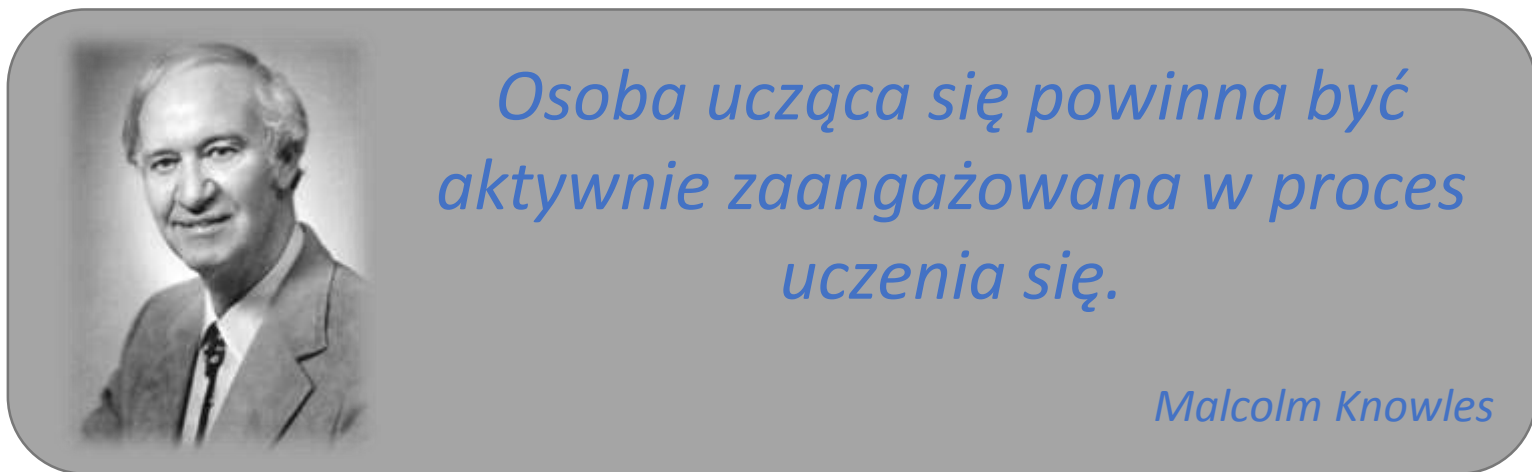 Osoba ucząca się powinna być
aktywnie zaangażowana w proces
uczenia się.
Malcolm Knowles